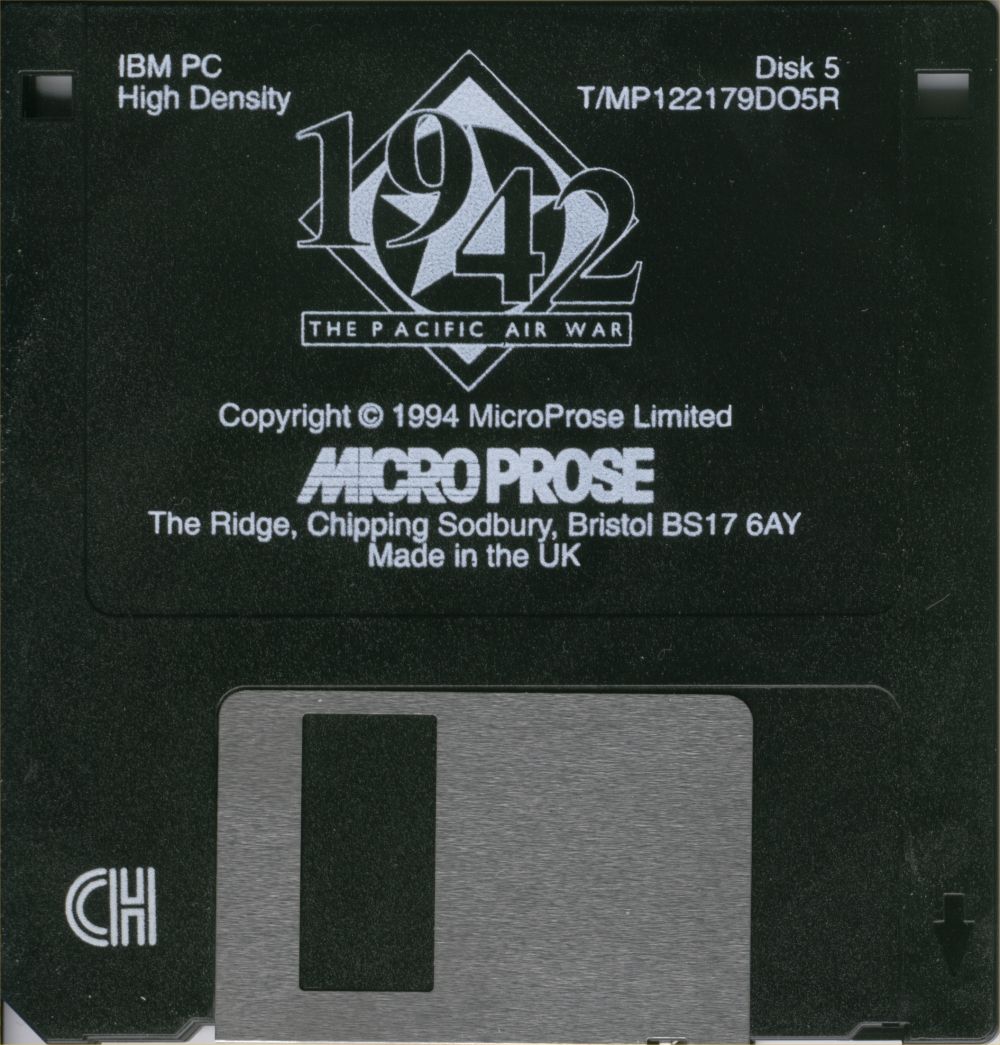 IBM PC
High Density
Disk 5
T/MP122179DO5R
1942
THE PACIFIC AIR WAR
Copyright © 1994 MicroProse Limited
MICROPROSE
The Ridge, Chipping Sodbury, Bristol BS17 6AY
Made in the UK
CH